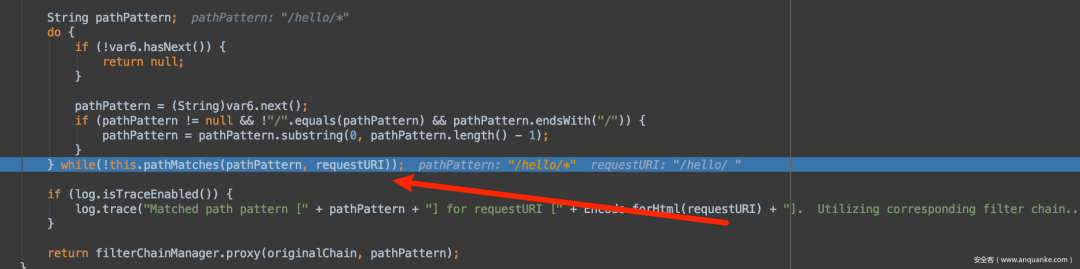 String pathPattern;  pathPattern: "/hello/*"
do {
if (!var6.hasNext()) {
return null;
}
pathPattern = (String)var6.next();
if (pathPattern != null && !"/".equals(pathPattern) && pathPattern.endsWith("/")) {
pathPattern = pathPattern.substring(0, pathPattern.length() - 1);
}
} while(!this.pathMatches(pathPattern, requestURI));  pathPattern: "/hello/*"  requestURI: "/hello/ "
if (log.isTraceEnabled()) {
log.trace("Matched path pattern [" + pathPattern + "] for requestURI [" + Encode.forHtml(requestURI) + "].  Utilizing corresponding filter chain..
}
return filterChainManager.proxy(originalChain, pathPattern);
}
安全客（www.anquanke.com）